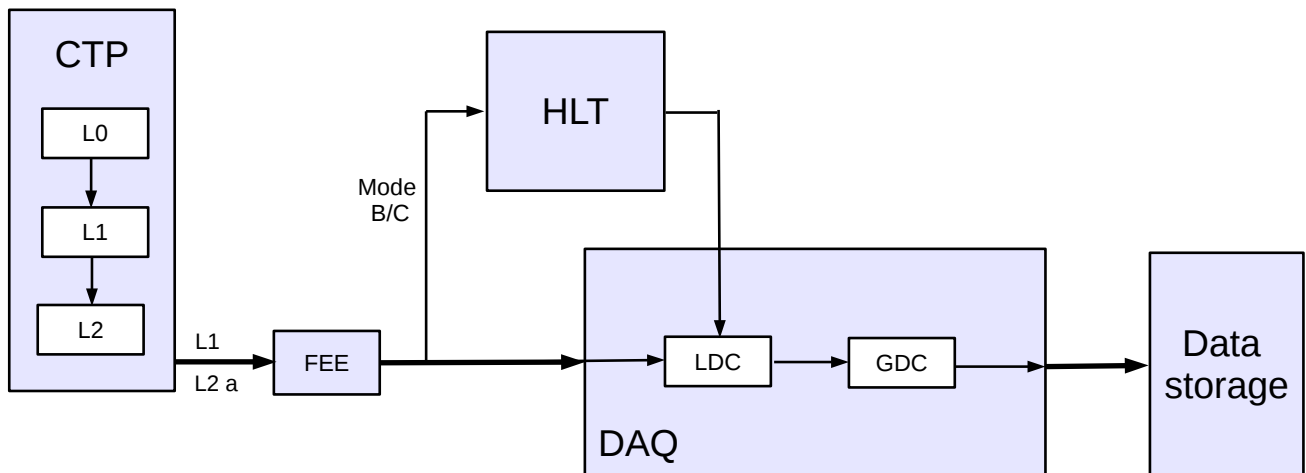 CTP
L0
L1
L2
L1
L2 a
FEE
Mode
B/C
HLT
LDC
GDC
DAQ
Data
storage